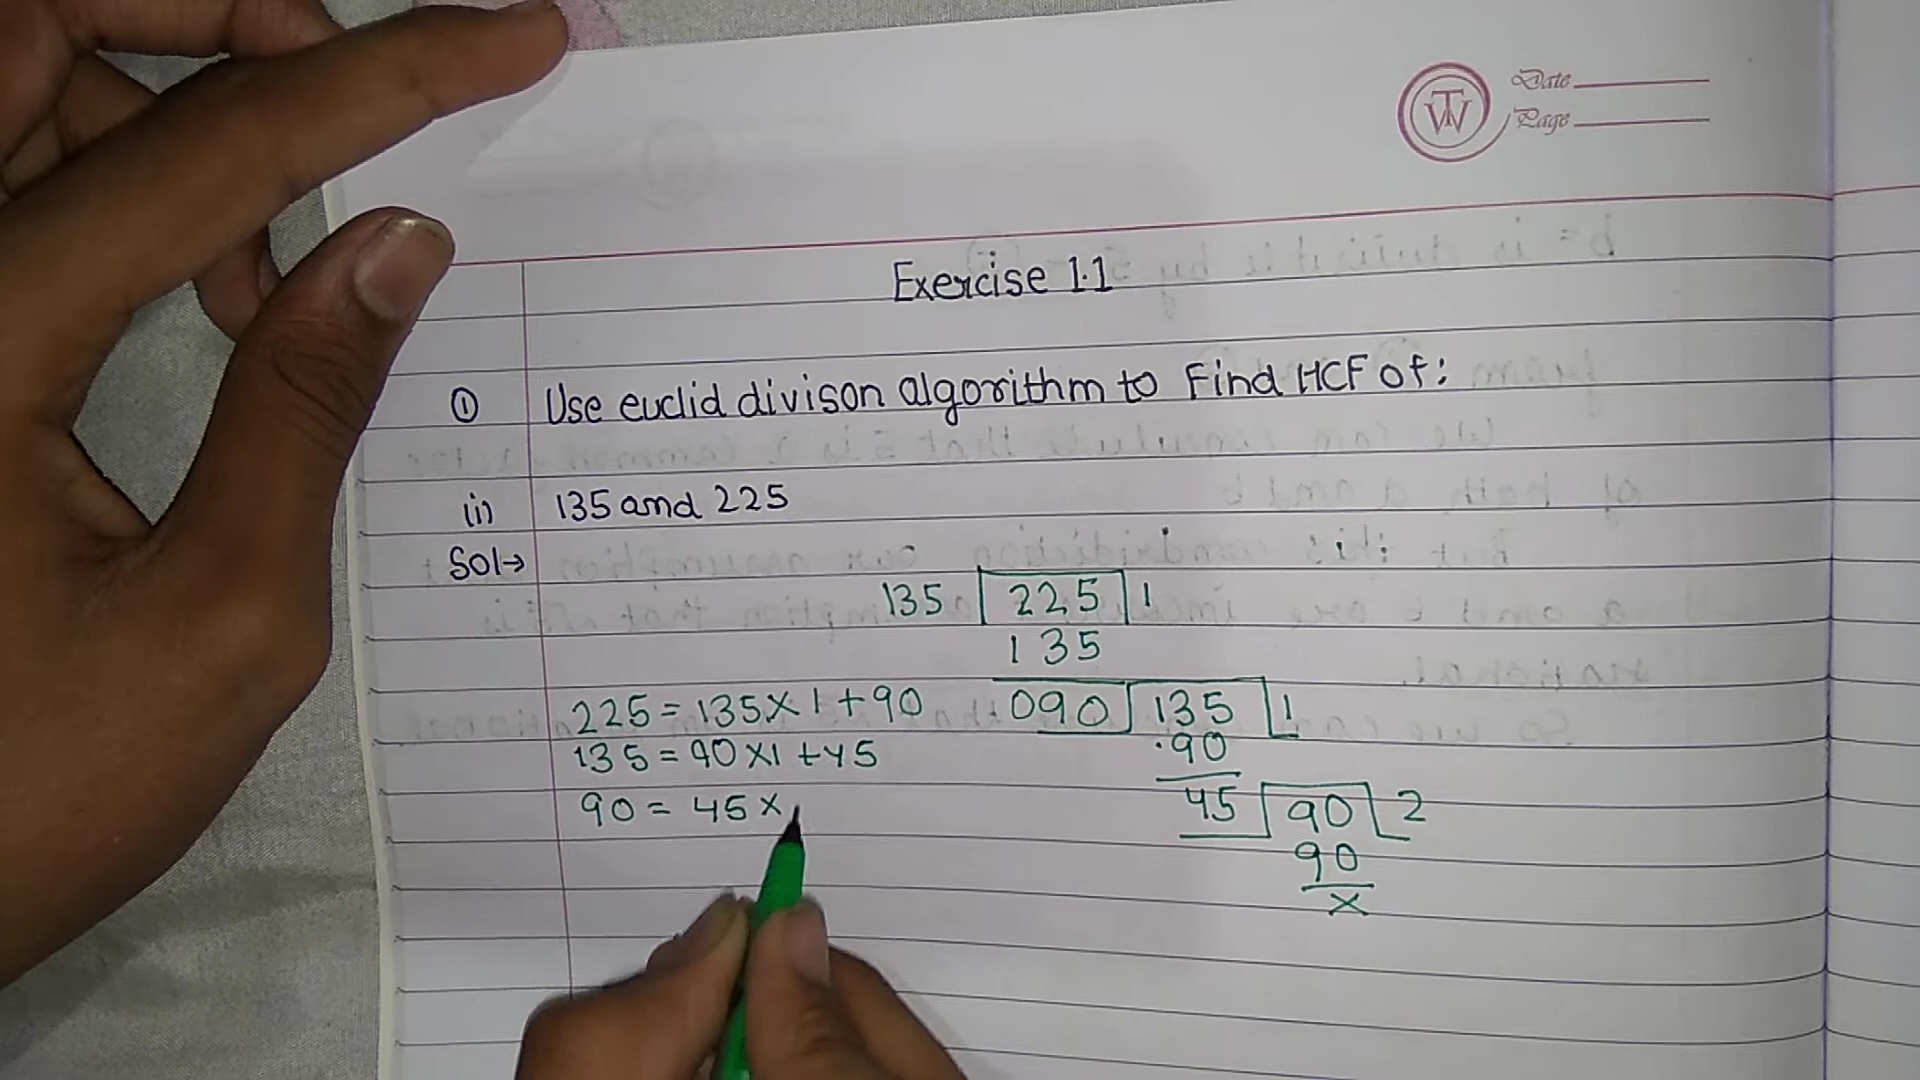 Date
Page
Exercise 1.1
① Use euclid divison algorithm to Find HCF of:
(i) 135 and 225
Sol→
135 225 1
135
225 = 135 × 1 + 90 090 135 1
135 = 90 × 1 + 45 90
90 = 45 × 45 90 2
90
×